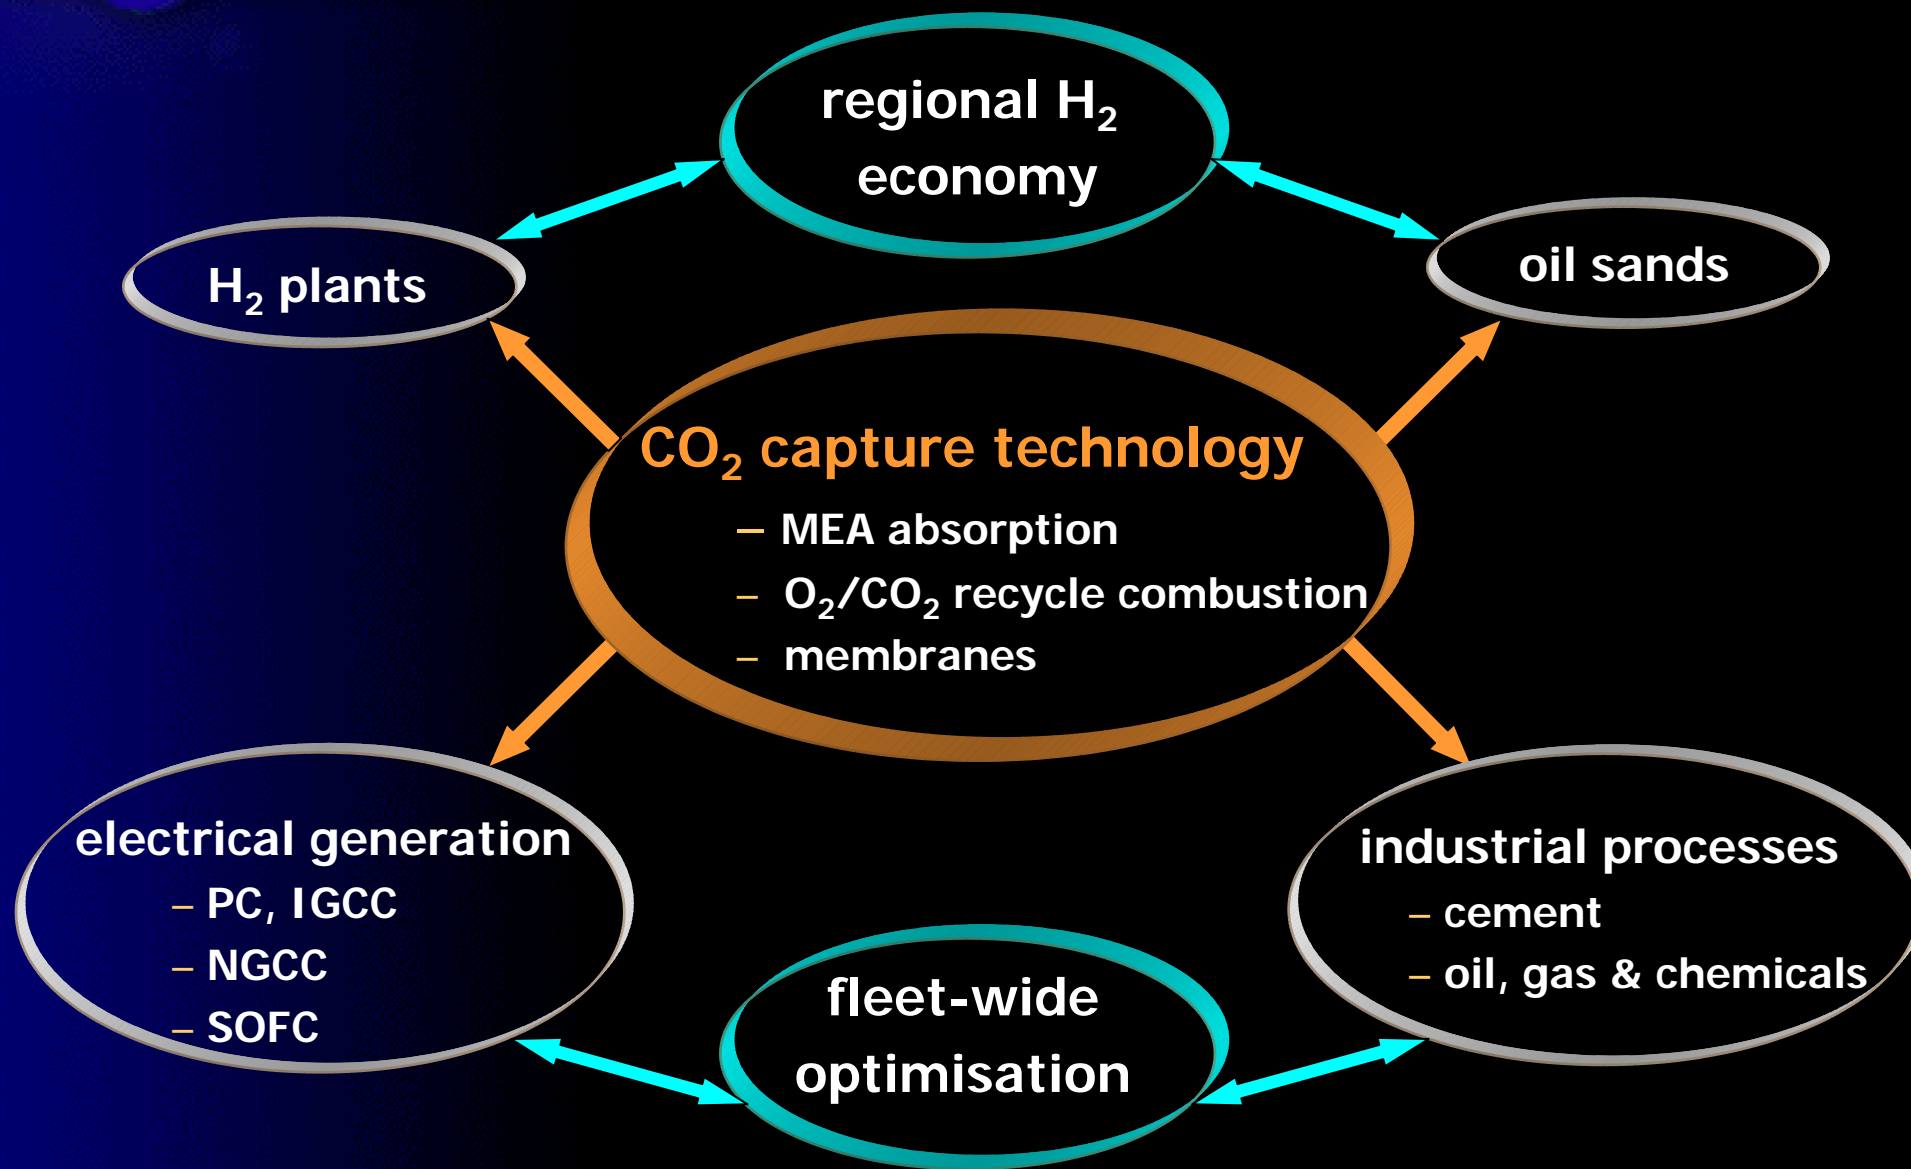 regional H₂
economy
H₂ plants
oil sands
CO₂ capture technology
– MEA absorption
– O₂/CO₂ recycle combustion
– membranes
electrical generation
– PC, IGCC
– NGCC
– SOFC
industrial processes
– cement
– oil, gas & chemicals
fleet-wide
optimisation